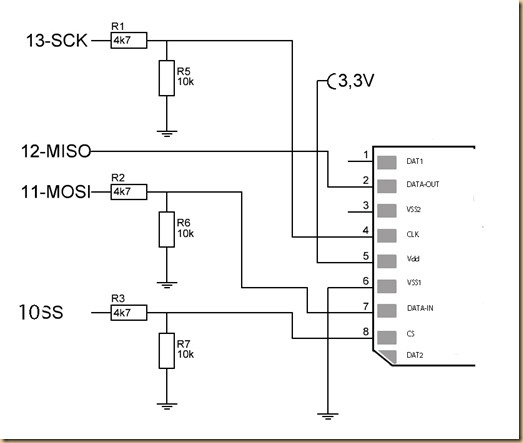 R1
13-SCK
4k7
R5
10k
3,3V
12-MISO
R2
11-MOSI
4k7
R6
10k
R3
10SS
4k7
R7
10k
1 DAT1
2 DATA-OUT
3 VSS2
4 CLK
5 Vdd
6 VSS1
7 DATA-IN
8 CS
DAT2